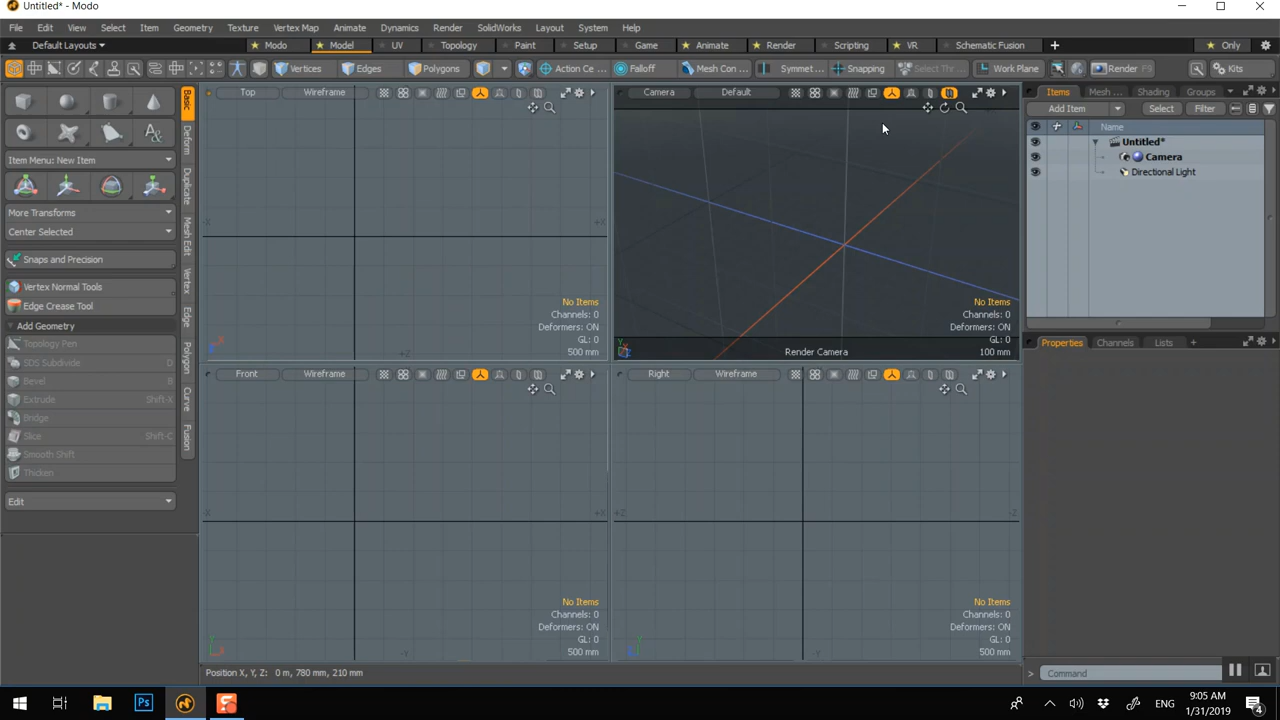 Untitled* - Modo
File Edit View Select Item Geometry Texture Vertex Map Animate Dynamics Render SolidWorks Layout System Help
Default Layouts Modo Model UV Topology Paint Setup Game Animate Render Scripting VR Schematic Fusion Only
Vertices Edges Polygons Action Ce ... Falloff Mesh Con ... Symmet ... Snapping Select Thr ... Work Plane Render F9 Kits
Top Wireframe
Camera Default
Items Mesh ... Shading Groups
Add Item Select Filter
Name
Untitled*
Camera
Directional Light
Basic
Deform
Duplicate
Mesh Edit
Vertex
Edge
Polygon
Curve
Fusion
Item Menu: New Item
More Transforms
Center Selected
Snaps and Precision
Vertex Normal Tools
Edge Crease Tool
Add Geometry
Topology Pen
SDS Subdivide D
Bevel B
Extrude Shift-X
Bridge
Slice Shift-C
Smooth Shift
Thicken
Edit
-X +X
+Z
No Items
Channels: 0
Deformers: ON
GL: 0
500 mm
No Items
Channels: 0
Deformers: ON
GL: 0
Render Camera 100 mm
Front Wireframe
-X +X
-Y
No Items
Channels: 0
Deformers: ON
GL: 0
500 mm
Right Wireframe
+Z -Z
-Y
No Items
Channels: 0
Deformers: ON
GL: 0
500 mm
Properties Channels Lists +
Position X, Y, Z: 0 m, 780 mm, 210 mm
Command
Ps
ENG
9:05 AM
1/31/2019
4